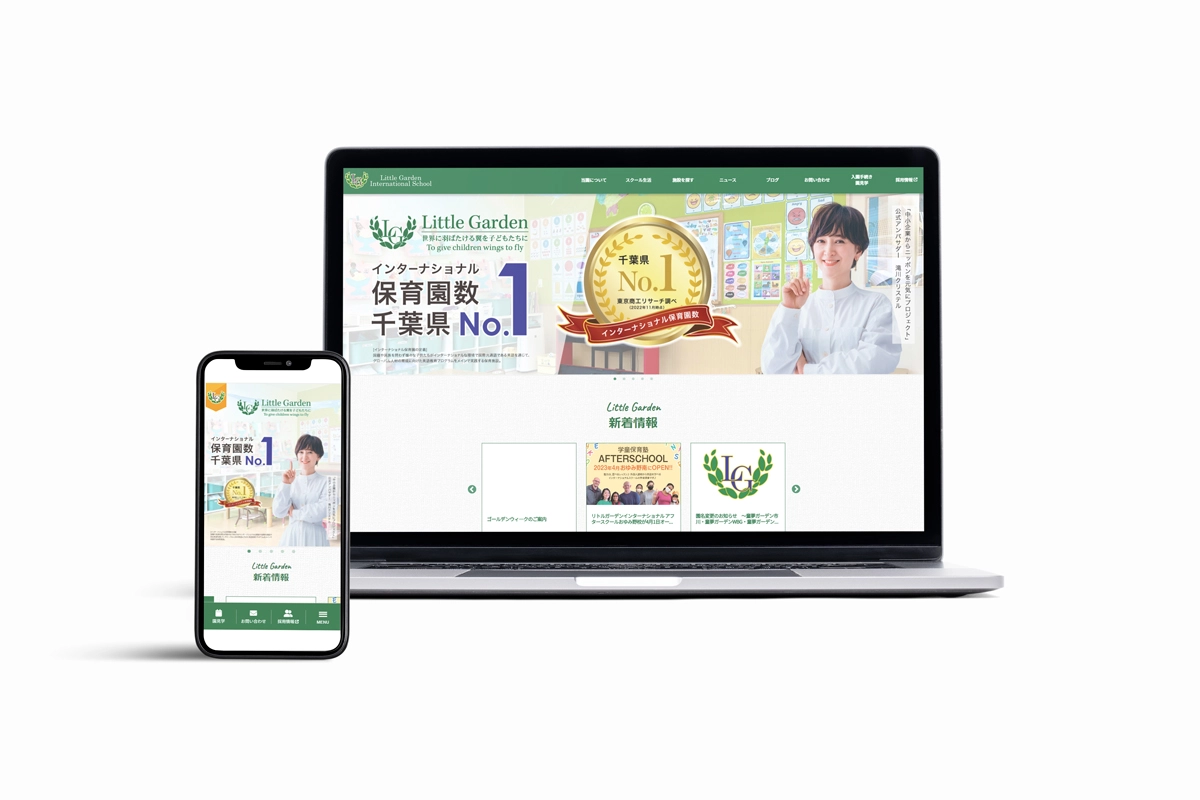 Little Garden
International School
当園について
スクール生活
施設を探す
ニュース
ブログ
お問い合わせ
入園手続き
園見学
採用情報
LG
Little Garden
世界に羽ばたける翼を子どもたちに
To give children wings to fly
インターナショナル
保育園数
千葉県 No.1
千葉県
No.1
東京商工リサーチ調べ
(2022年11月時点)
インターナショナル保育園数
「中小企業からニッポンを元気にプロジェクト」
公式アンバサダー 滝川クリステル
Little Garden
新着情報
ゴールデンウィークのご案内
学童保育塾
AFTERSCHOOL
2023年4月 おゆみ野南にOPEN!!
リトルガーデンインターナショナル アフ
タースクールおゆみ野校が4月1日オー...
LG
園名変更のお知らせ ～童夢ガーデン市
川・童夢ガーデンWBG・童夢ガーデン...
LG
Little Garden
世界に羽ばたける翼を子どもたちに
To give children wings to fly
インターナショナル
保育園数
千葉県 No.1
千葉県
No.1
Little Garden
新着情報
園見学
お問い合わせ
採用情報
MENU